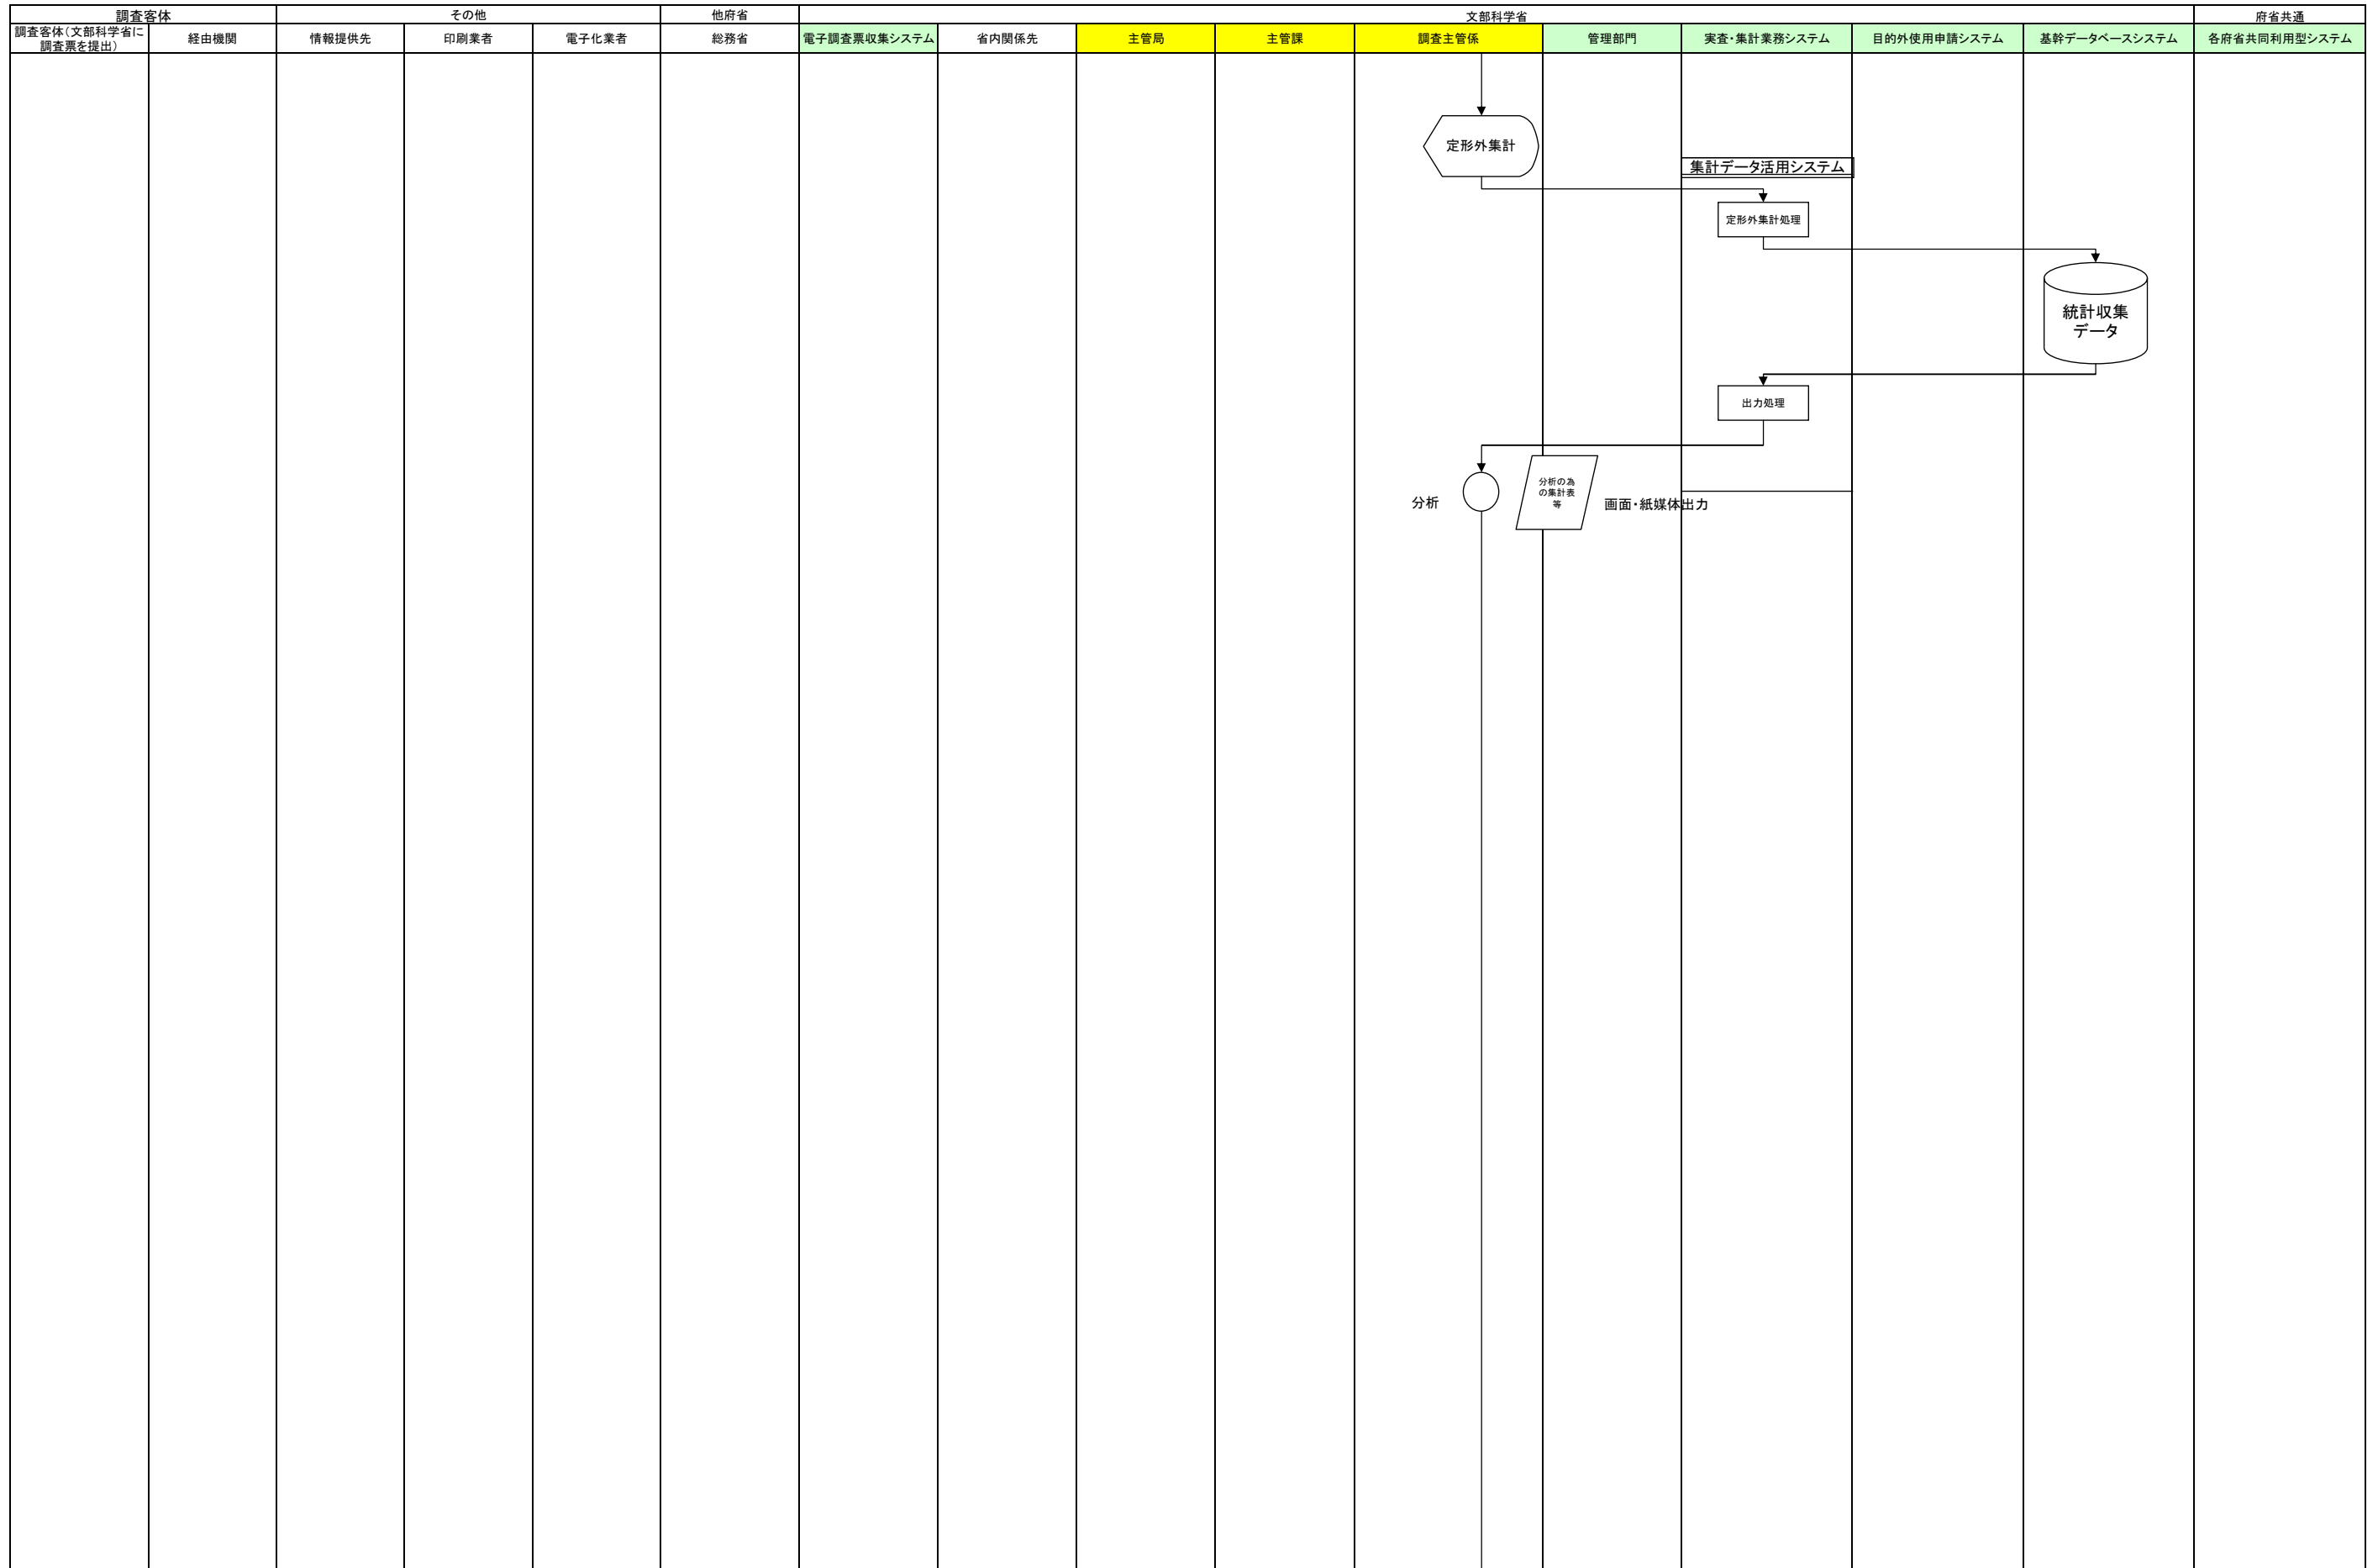 調査客体
その他
他府省
文部科学省
府省共通
調査客体（文部科学省に
調査票を提出）
経由機関
情報提供先
印刷業者
電子化業者
総務省
電子調査票収集システム
省内関係先
主管局
主管課
調査主管係
管理部門
実査・集計業務システム
目的外使用申請システム
基幹データベースシステム
各府省共同利用型システム
定形外集計
集計データ活用システム
定形外集計処理
統計収集
データ
出力処理
分析
分析の為
の集計表
等
画面・紙媒体出力